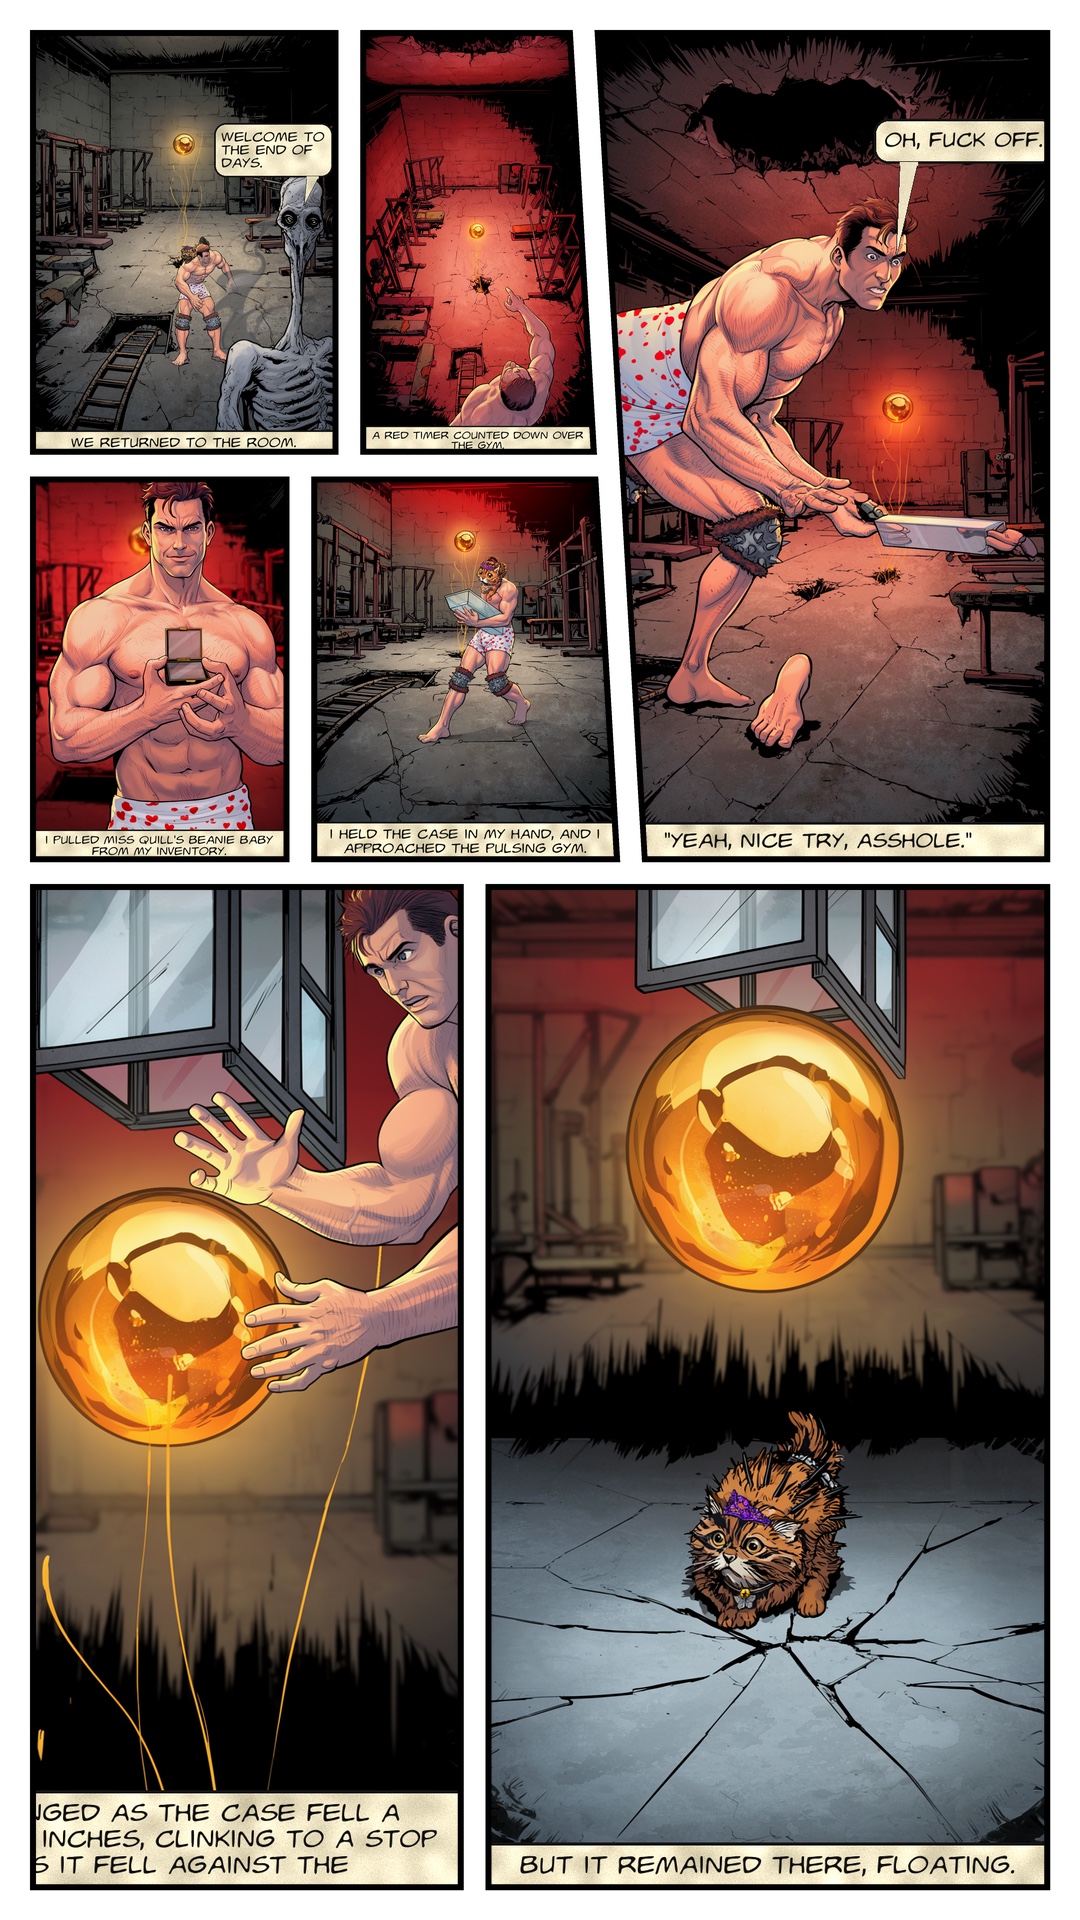 WELCOME TO
THE END OF
DAYS.
WE RETURNED TO THE ROOM.
A RED TIMER COUNTED DOWN OVER
THE GYM.
OH, FUCK OFF.
"YEAH, NICE TRY, ASSHOLE."
I PULLED MISS QUILL'S BEANIE BABY
FROM MY INVENTORY.
I HELD THE CASE IN MY HAND, AND I
APPROACHED THE PULSING GYM.
AS THE CASE FELL A
INCHES, CLINKING TO A STOP
IT FELL AGAINST THE
BUT IT REMAINED THERE, FLOATING.